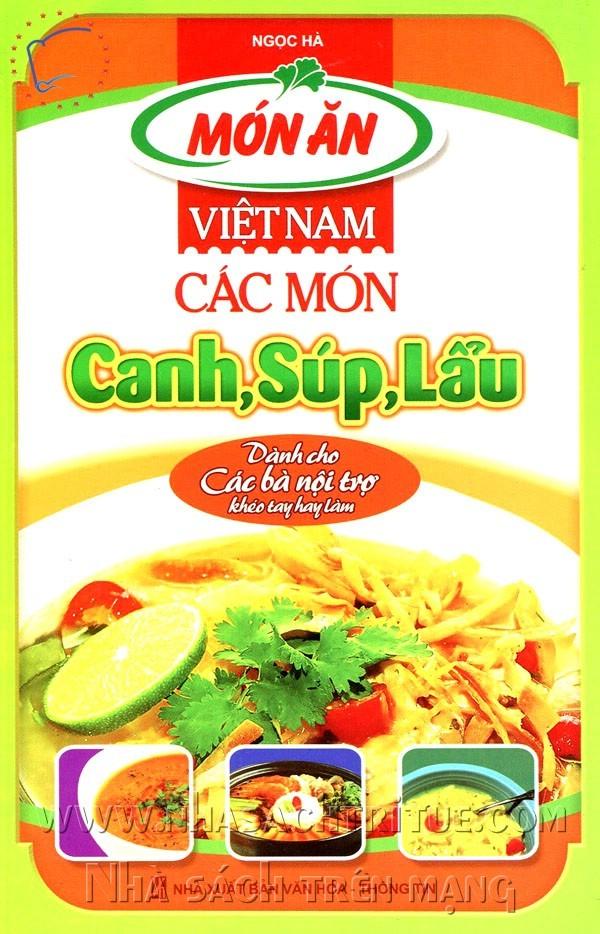 NGỌC HÀ
MÓN ĂN
VIỆT NAM
CÁC MÓN
Canh, Súp, Lẩu
Dành cho
Các bà nội trợ
khéo tay hay làm
WWW.NHASACHTRITUE.COM
NHÀ SÁCH TRÊN MẠNG
NHÀ XUẤT BẢN VĂN HÓA - THÔNG TIN